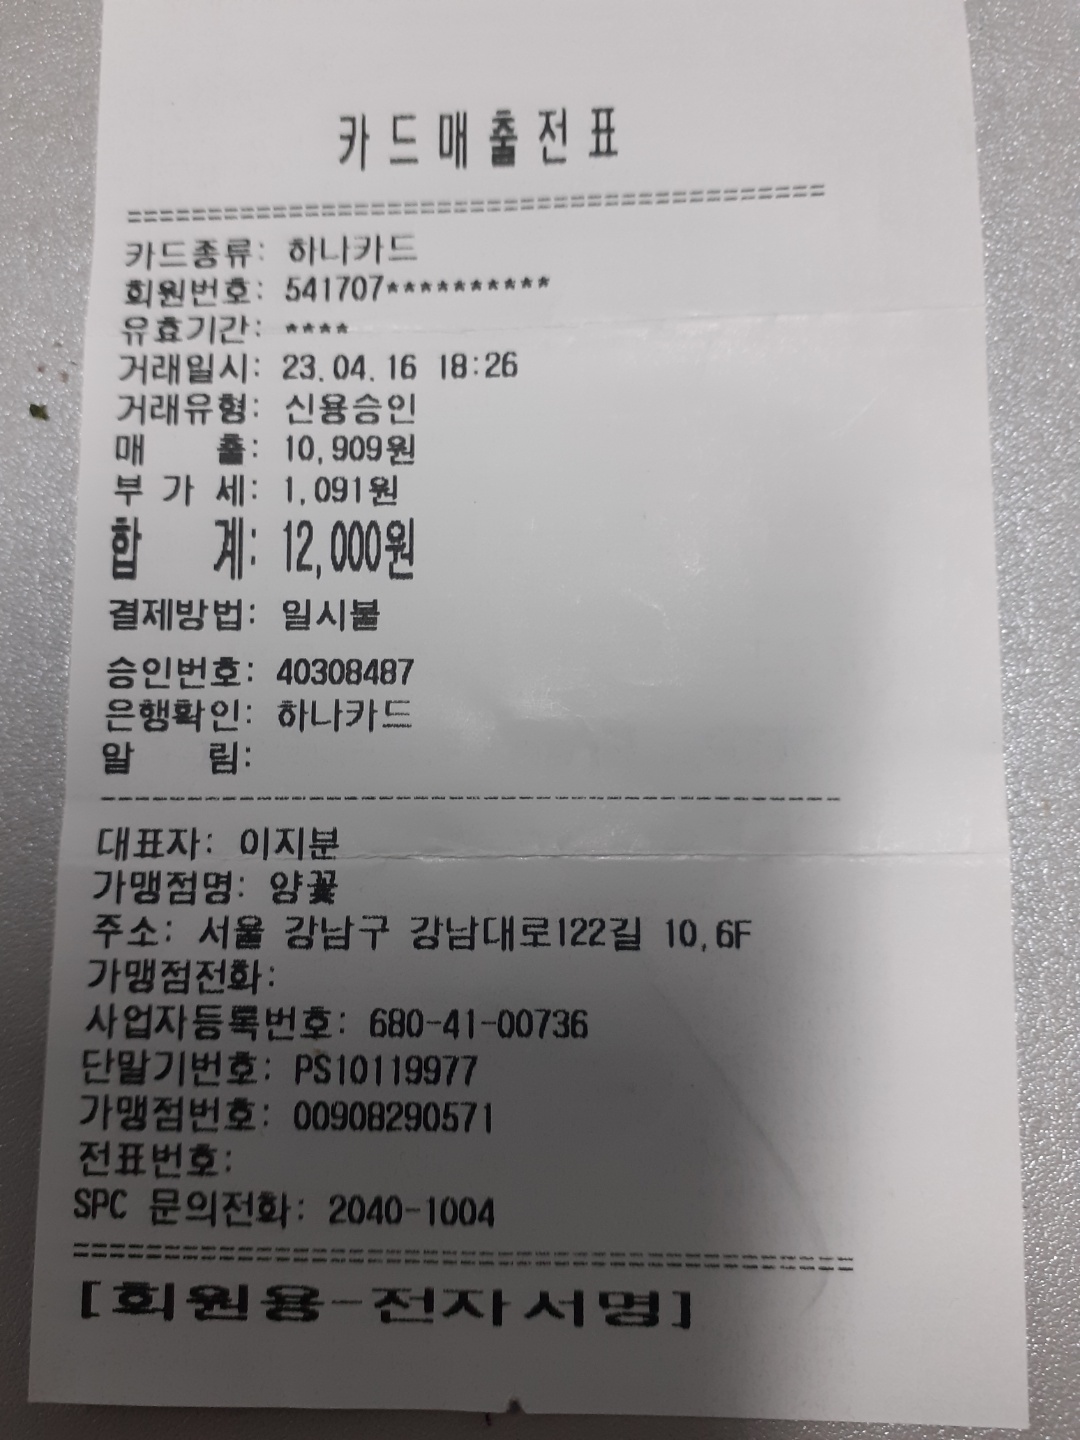 카드매출전표
===========================================
카드종류: 하나카드
회원번호: 541707**********
유효기간: ****
거래일시: 23.04.16 18:26
거래유형: 신용승인
매 출: 10,909원
부 가 세: 1,091원
합 계: 12,000원
결제방법: 일시불
승인번호: 40308487
은행확인: 하나카드
알 림:
-------------------------------------------
대표자: 이지분
가맹점명: 양꽃
주소: 서울 강남구 강남대로122길 10,6F
가맹점전화:
사업자등록번호: 680-41-00736
단말기번호: PS10119977
가맹점번호: 00908290571
전표번호:
SPC 문의전화: 2040-1004
===========================================
[회원용-전자서명]